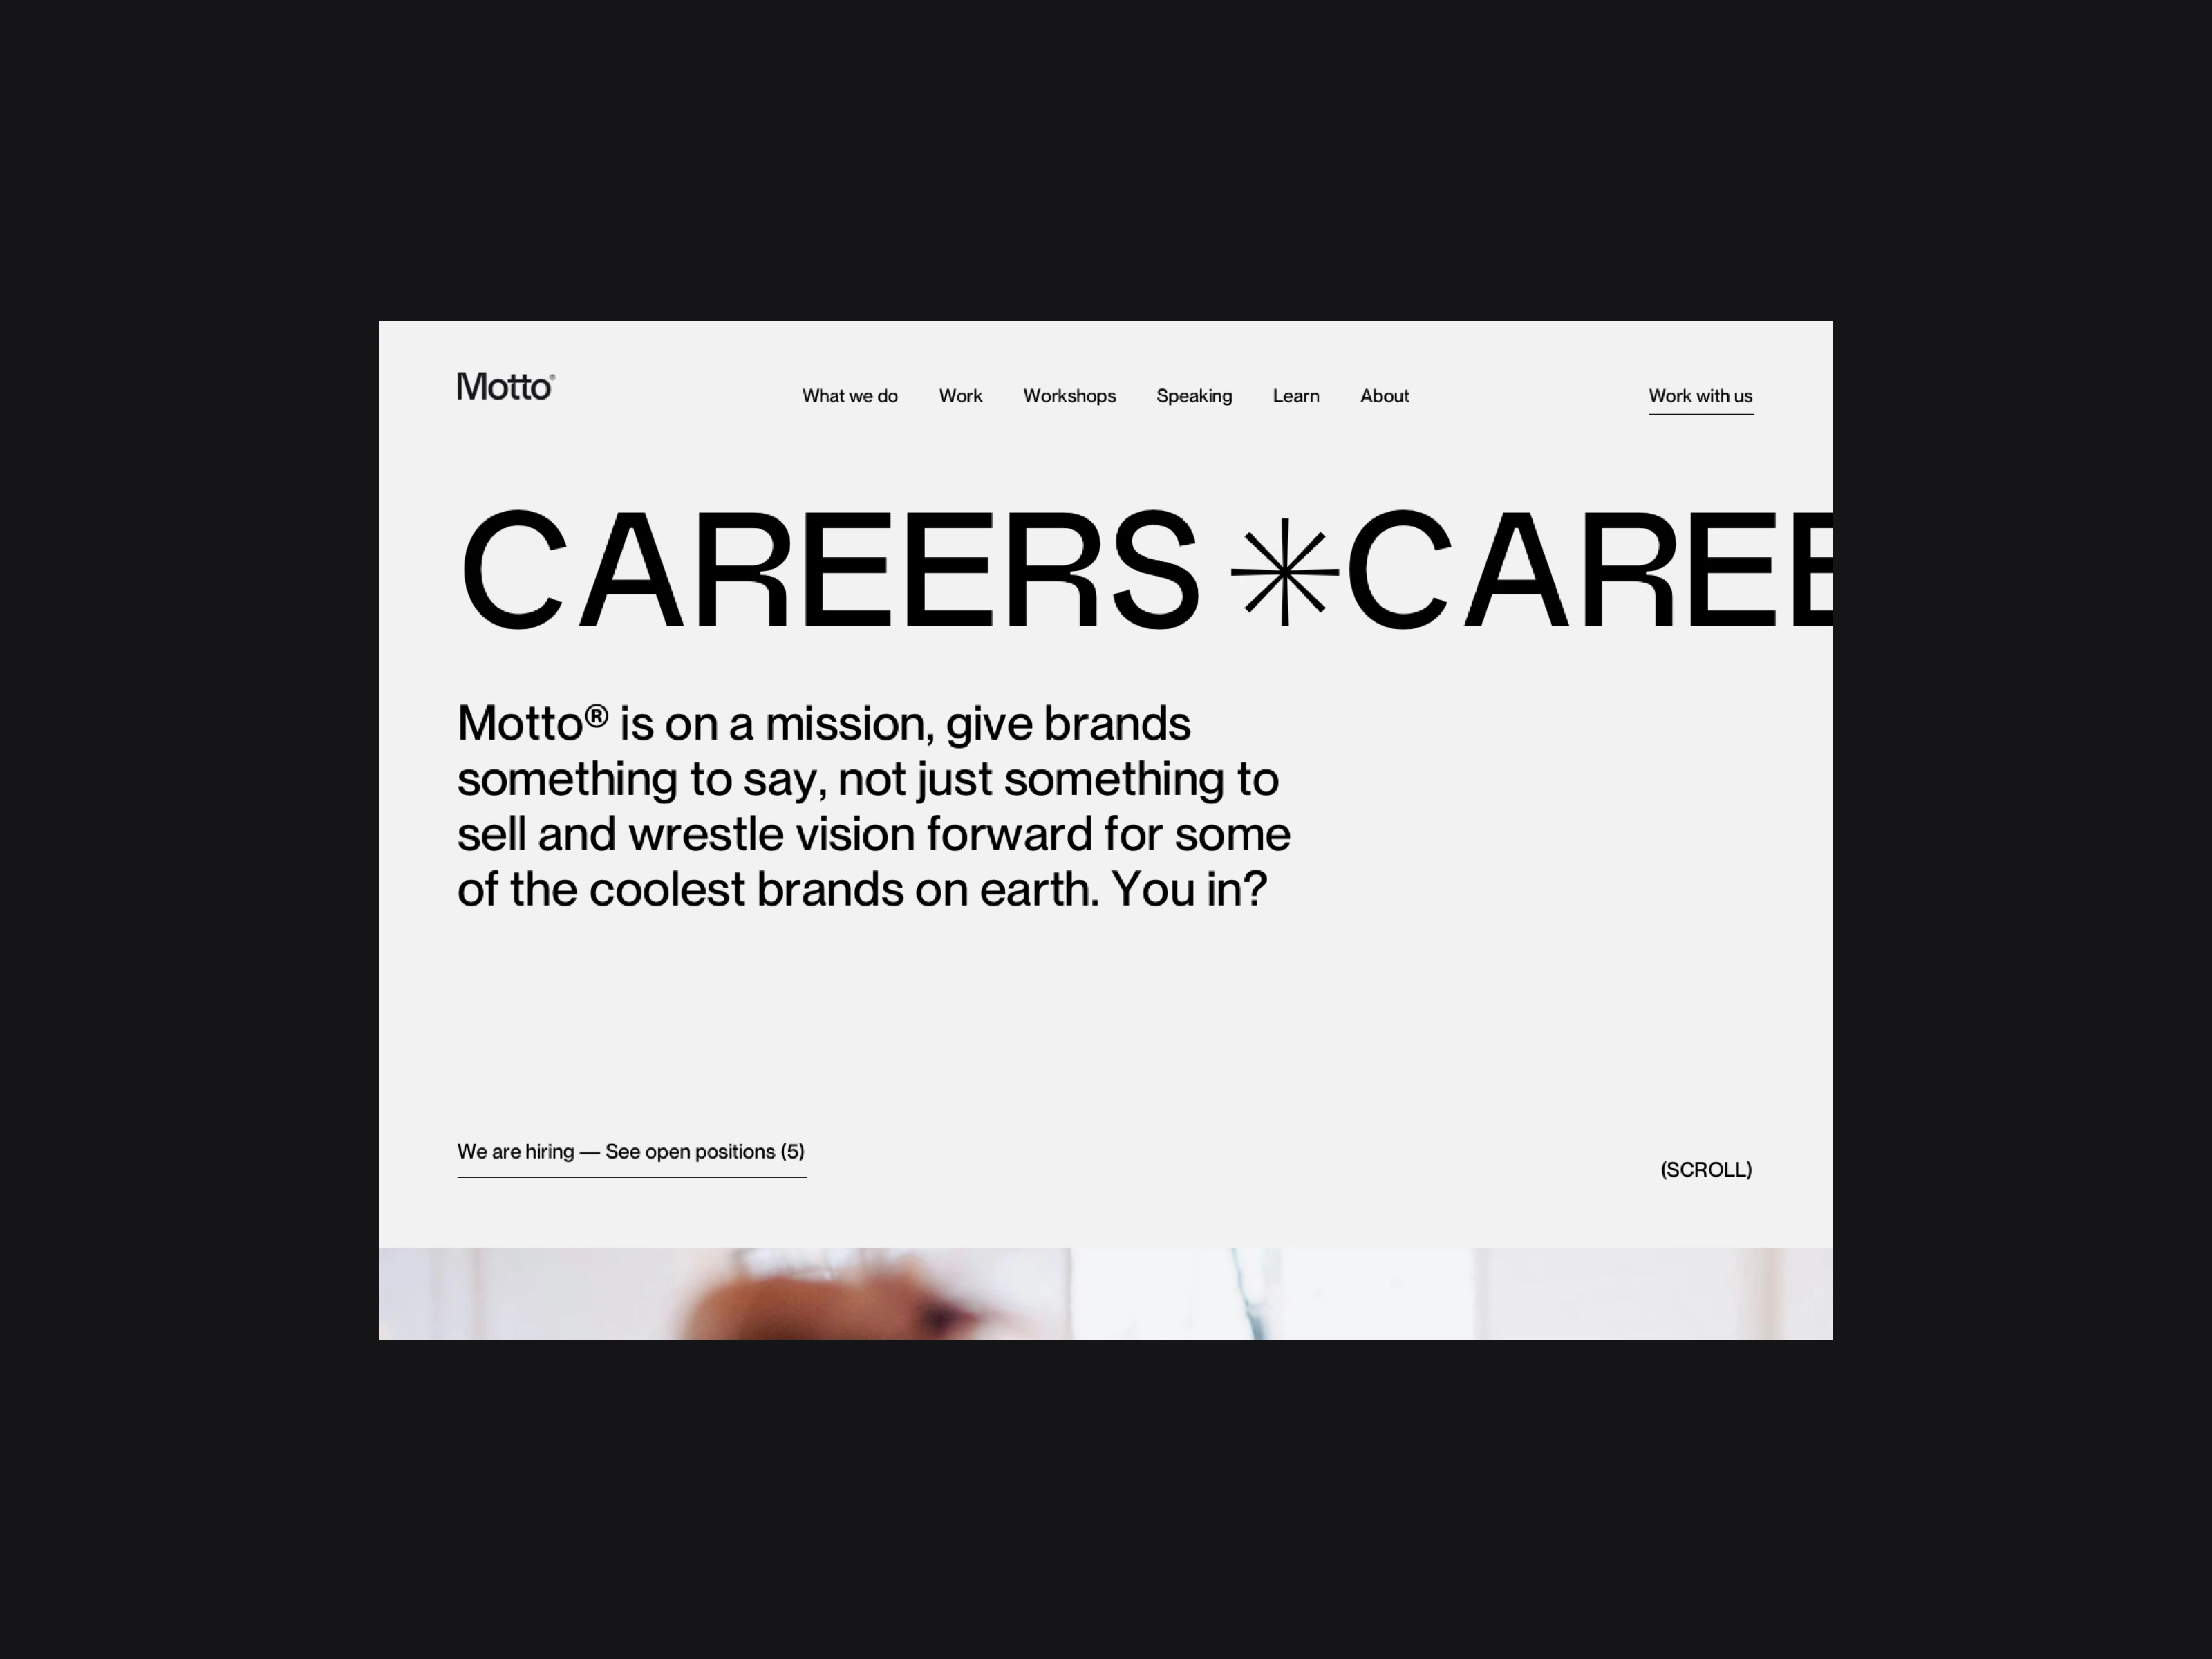 Motto®
What we do Work Workshops Speaking Learn About
Work with us
CAREERS ✳ CAREE
Motto® is on a mission, give brands
something to say, not just something to
sell and wrestle vision forward for some
of the coolest brands on earth. You in?
We are hiring — See open positions (5)
(SCROLL)